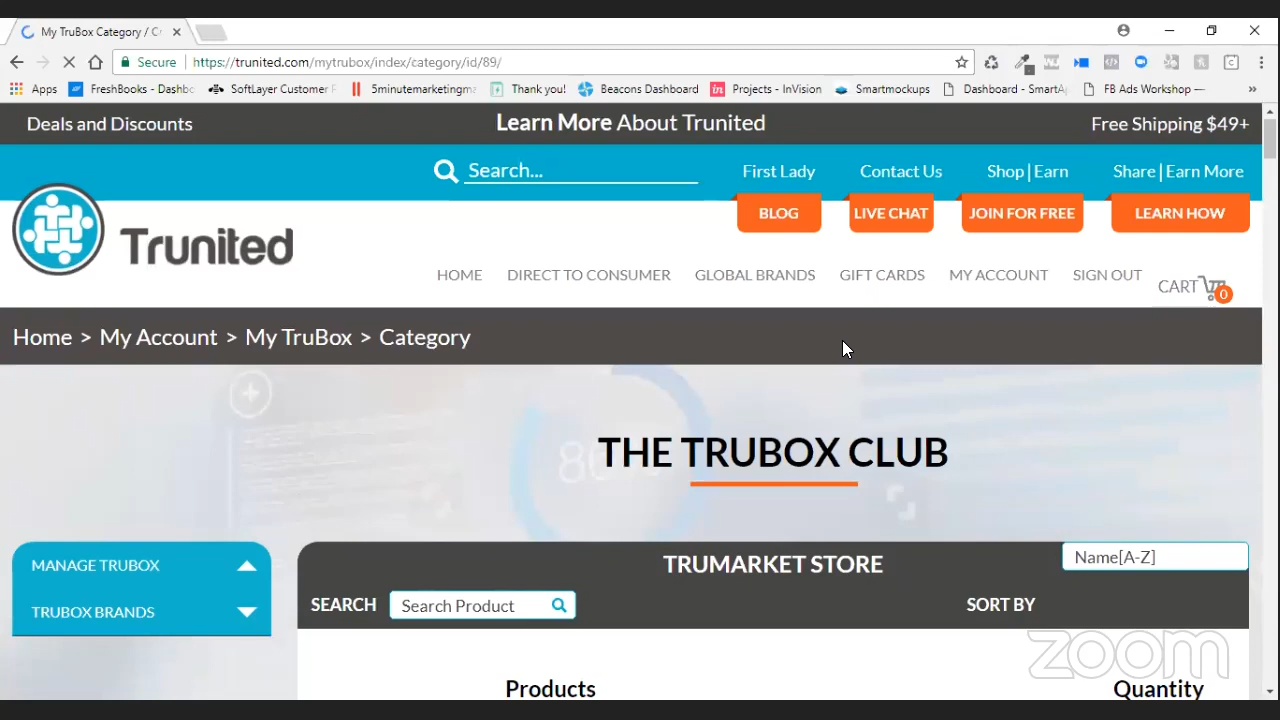 My TruBox Category / C
Secure https://trunited.com/mytrubox/index/category/id/89/
Apps FreshBooks - Dashbo SoftLayer Customer 5minutemarketingma Thank you! Beacons Dashboard Projects - InVision Smartmockups Dashboard - SmartA FB Ads Workshop —
Deals and Discounts Learn More About Trunited Free Shipping $49+
Search... First Lady Contact Us Shop|Earn Share|Earn More
BLOG LIVE CHAT JOIN FOR FREE LEARN HOW
Trunited
HOME DIRECT TO CONSUMER GLOBAL BRANDS GIFT CARDS MY ACCOUNT SIGN OUT CART 0
Home > My Account > My TruBox > Category
THE TRUBOX CLUB
MANAGE TRUBOX
TRUBOX BRANDS
TRUMARKET STORE
Name[A-Z]
SEARCH Search Product SORT BY
zoom
Products Quantity